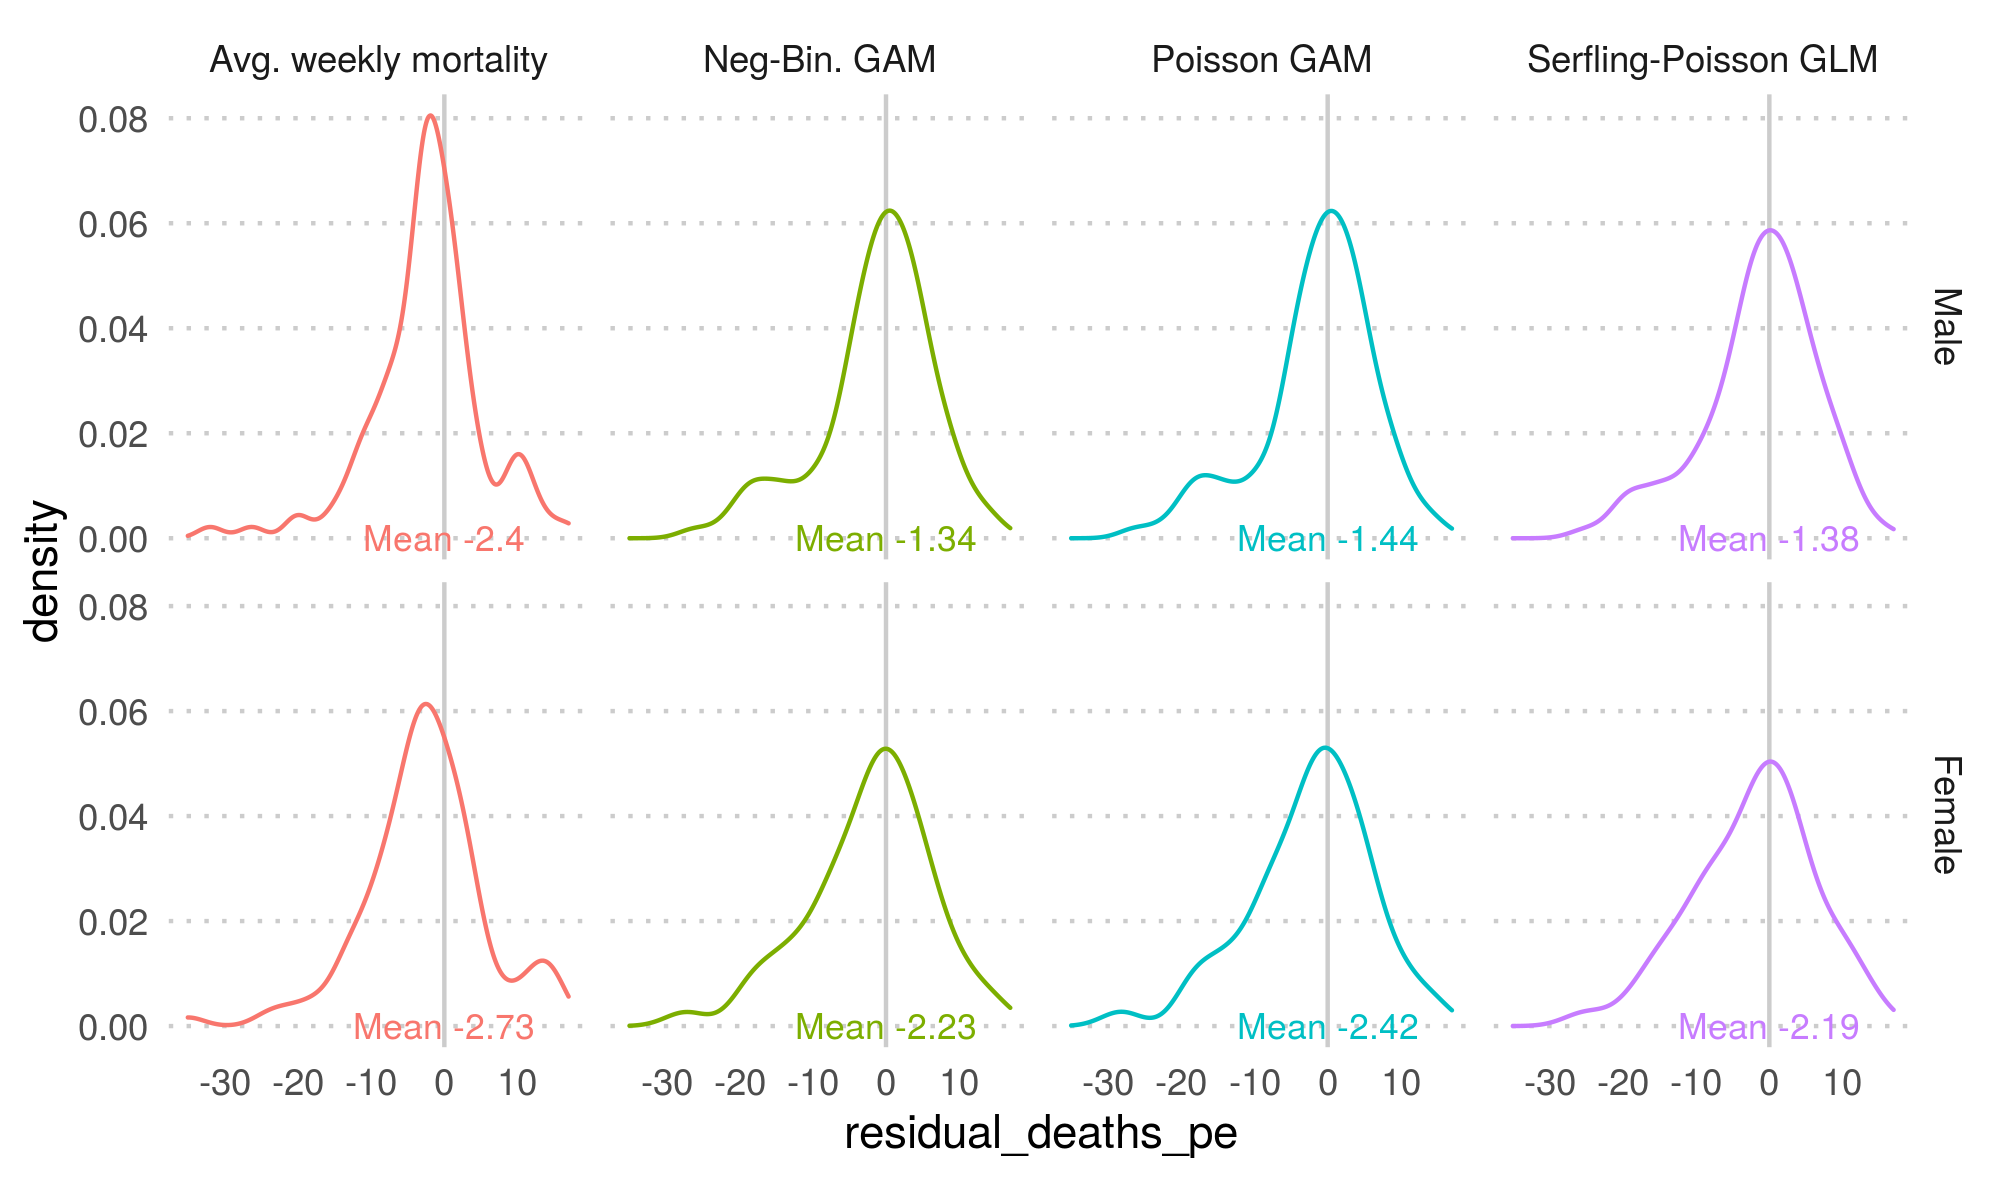 Avg. weekly mortality Neg-Bin. GAM Poisson GAM Serfling-Poisson GLM
0.08
0.06
0.04
0.02
0.00
Mean -2.4 Mean -1.34 Mean -1.44 Mean -1.38
Male
0.08
0.06
0.04
0.02
0.00
Mean -2.73 Mean -2.23 Mean -2.42 Mean -2.19
Female
density
-30 -20 -10 0 10 -30 -20 -10 0 10 -30 -20 -10 0 10 -30 -20 -10 0 10
residual_deaths_pe